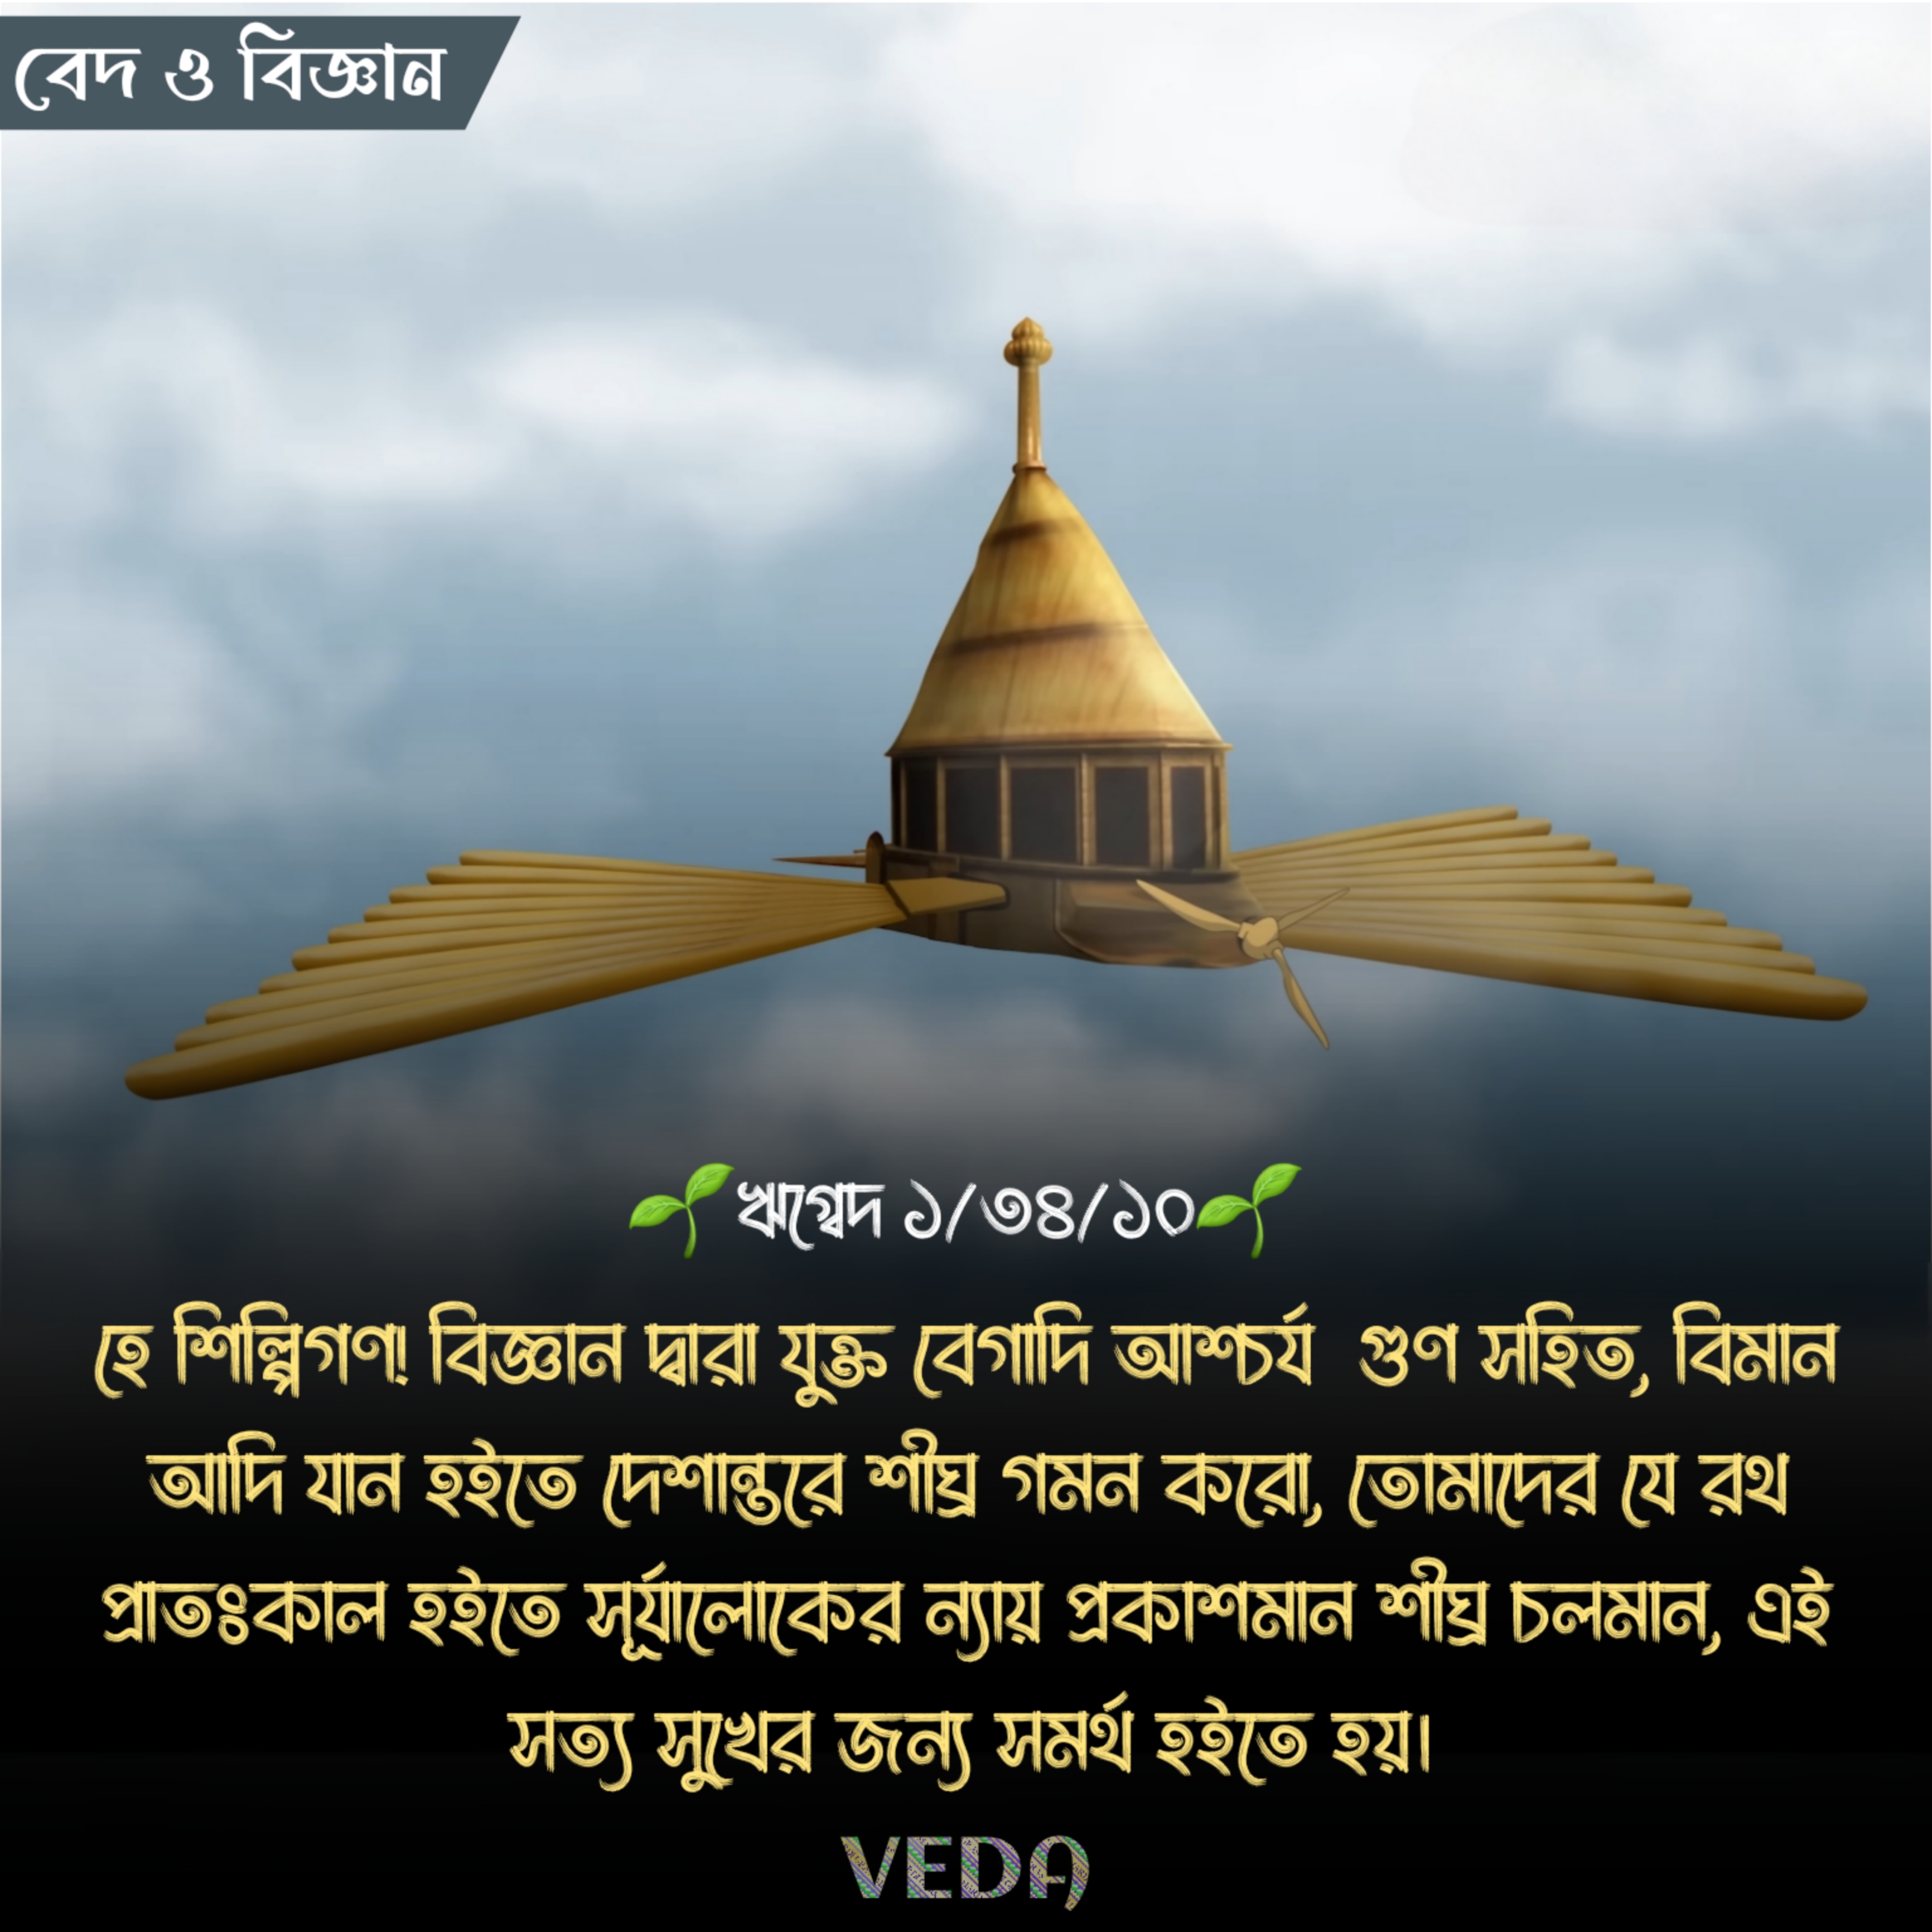 বেদ ও বিজ্ঞান
🌱ঋগ্বেদ ১/৩৪/১০🌱
হে শিল্পিগণ! বিজ্ঞান দ্বারা যুক্ত বেগাদি আশ্চর্য গুণ সহিত, বিমান
আদি যান হইতে দেশান্তরে শীঘ্র গমন করো, তোমাদের যে রথ
প্রাতঃকাল হইতে সূর্যালোকের ন্যায় প্রকাশমান শীঘ্র চলমান, এই
সত্য সুখের জন্য সমর্থ হইতে হয়।
VEDA